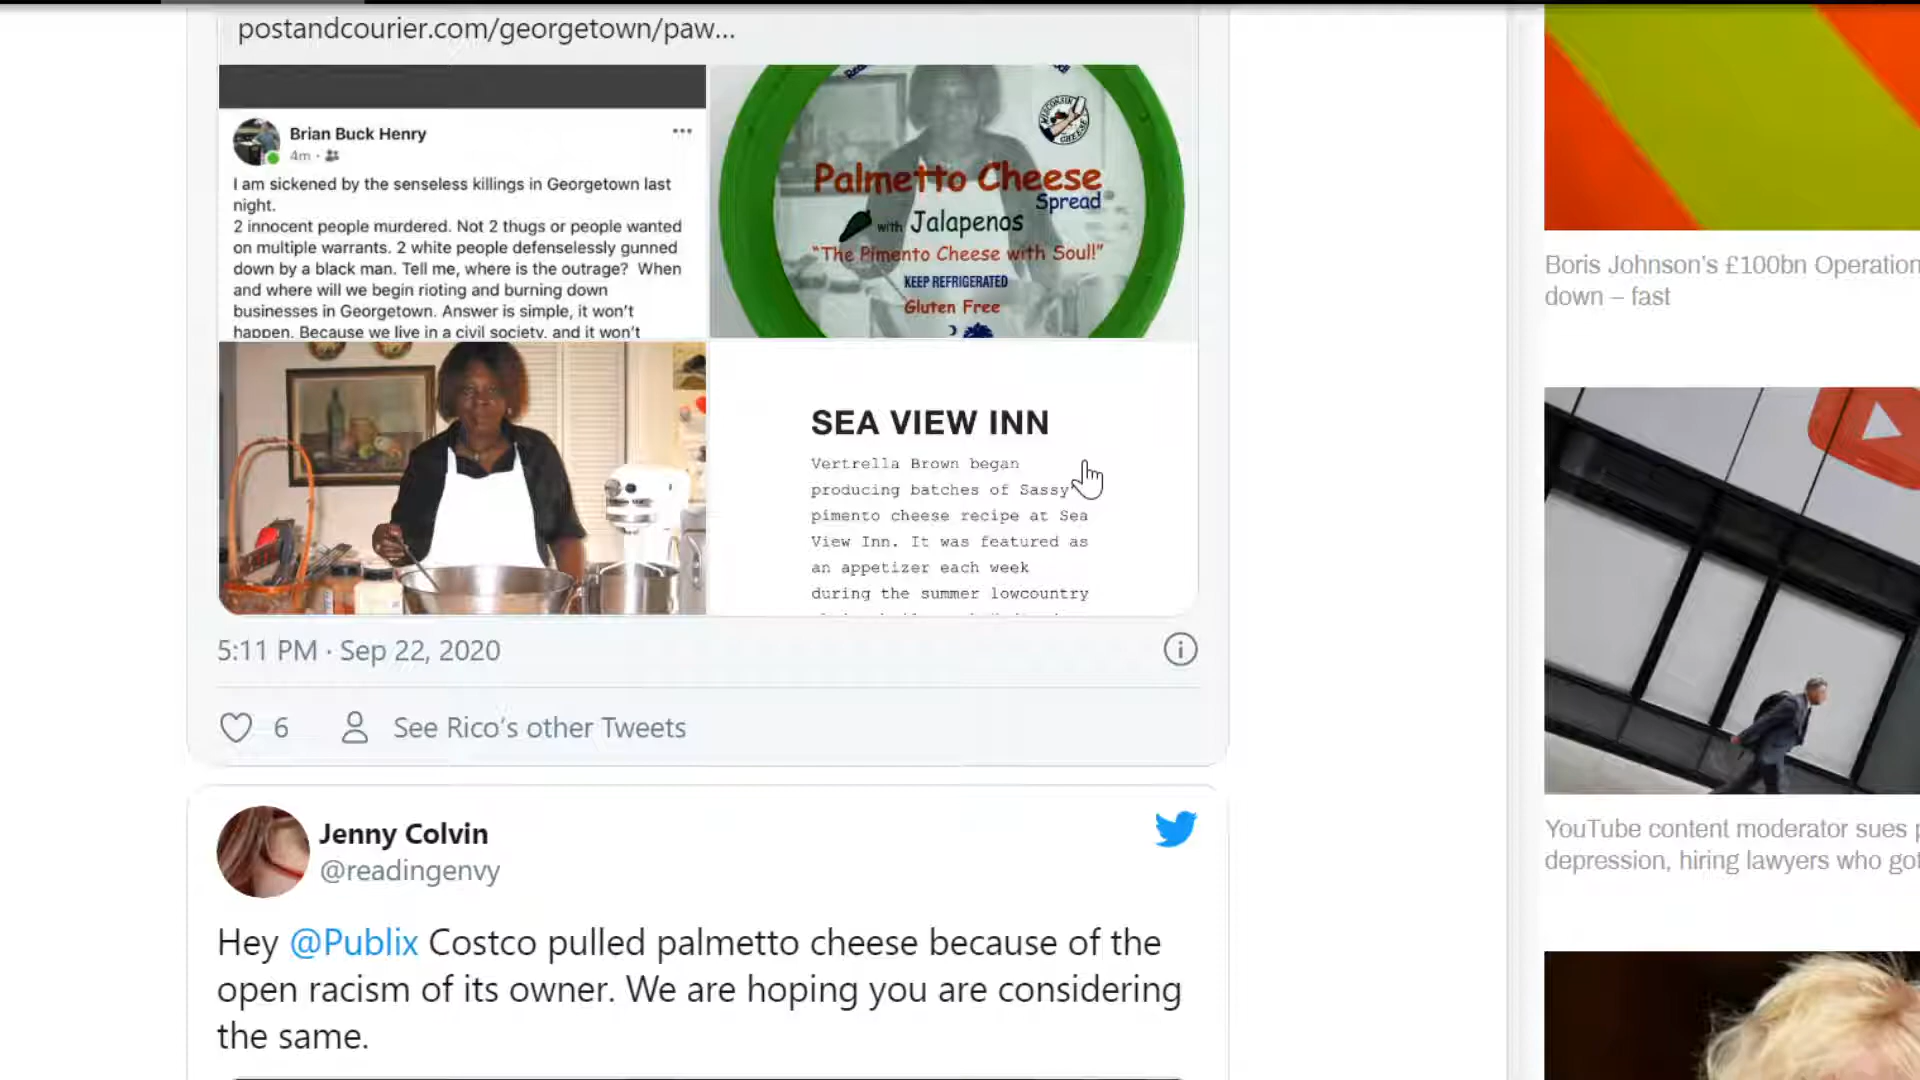 postandcourier.com/georgetown/paw...
Brian Buck Henry
4m ·
I am sickened by the senseless killings in Georgetown last
night.
2 innocent people murdered. Not 2 thugs or people wanted
on multiple warrants. 2 white people defenselessly gunned
down by a black man. Tell me, where is the outrage? When
and where will we begin rioting and burning down
businesses in Georgetown. Answer is simple, it won't
happen. Because we live in a civil society, and it won't
WISCONSIN
CHEESE
Palmetto Cheese
Spread
with Jalapenos
"The Pimento Cheese with Soul!"
KEEP REFRIGERATED
Gluten Free
SEA VIEW INN
Vertrella Brown began
producing batches of Sassy
pimento cheese recipe at Sea
View Inn. It was featured as
an appetizer each week
during the summer lowcountry
5:11 PM · Sep 22, 2020
6
See Rico's other Tweets
Jenny Colvin
@readingenvy
Hey @Publix Costco pulled palmetto cheese because of the
open racism of its owner. We are hoping you are considering
the same.
Boris Johnson's £100bn Operation
down – fast
YouTube content moderator sues
depression, hiring lawyers who got